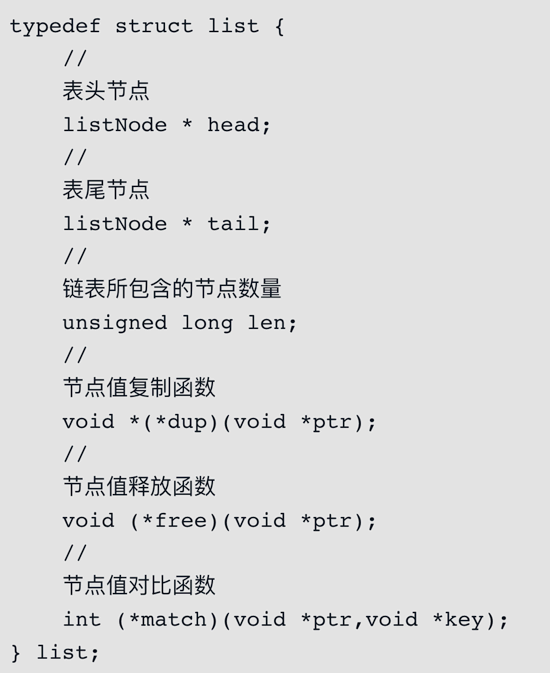 typedef struct list {
//
表头节点
listNode * head;
//
表尾节点
listNode * tail;
//
链表所包含的节点数量
unsigned long len;
//
节点值复制函数
void *(*dup)(void *ptr);
//
节点值释放函数
void (*free)(void *ptr);
//
节点值对比函数
int (*match)(void *ptr,void *key);
} list;